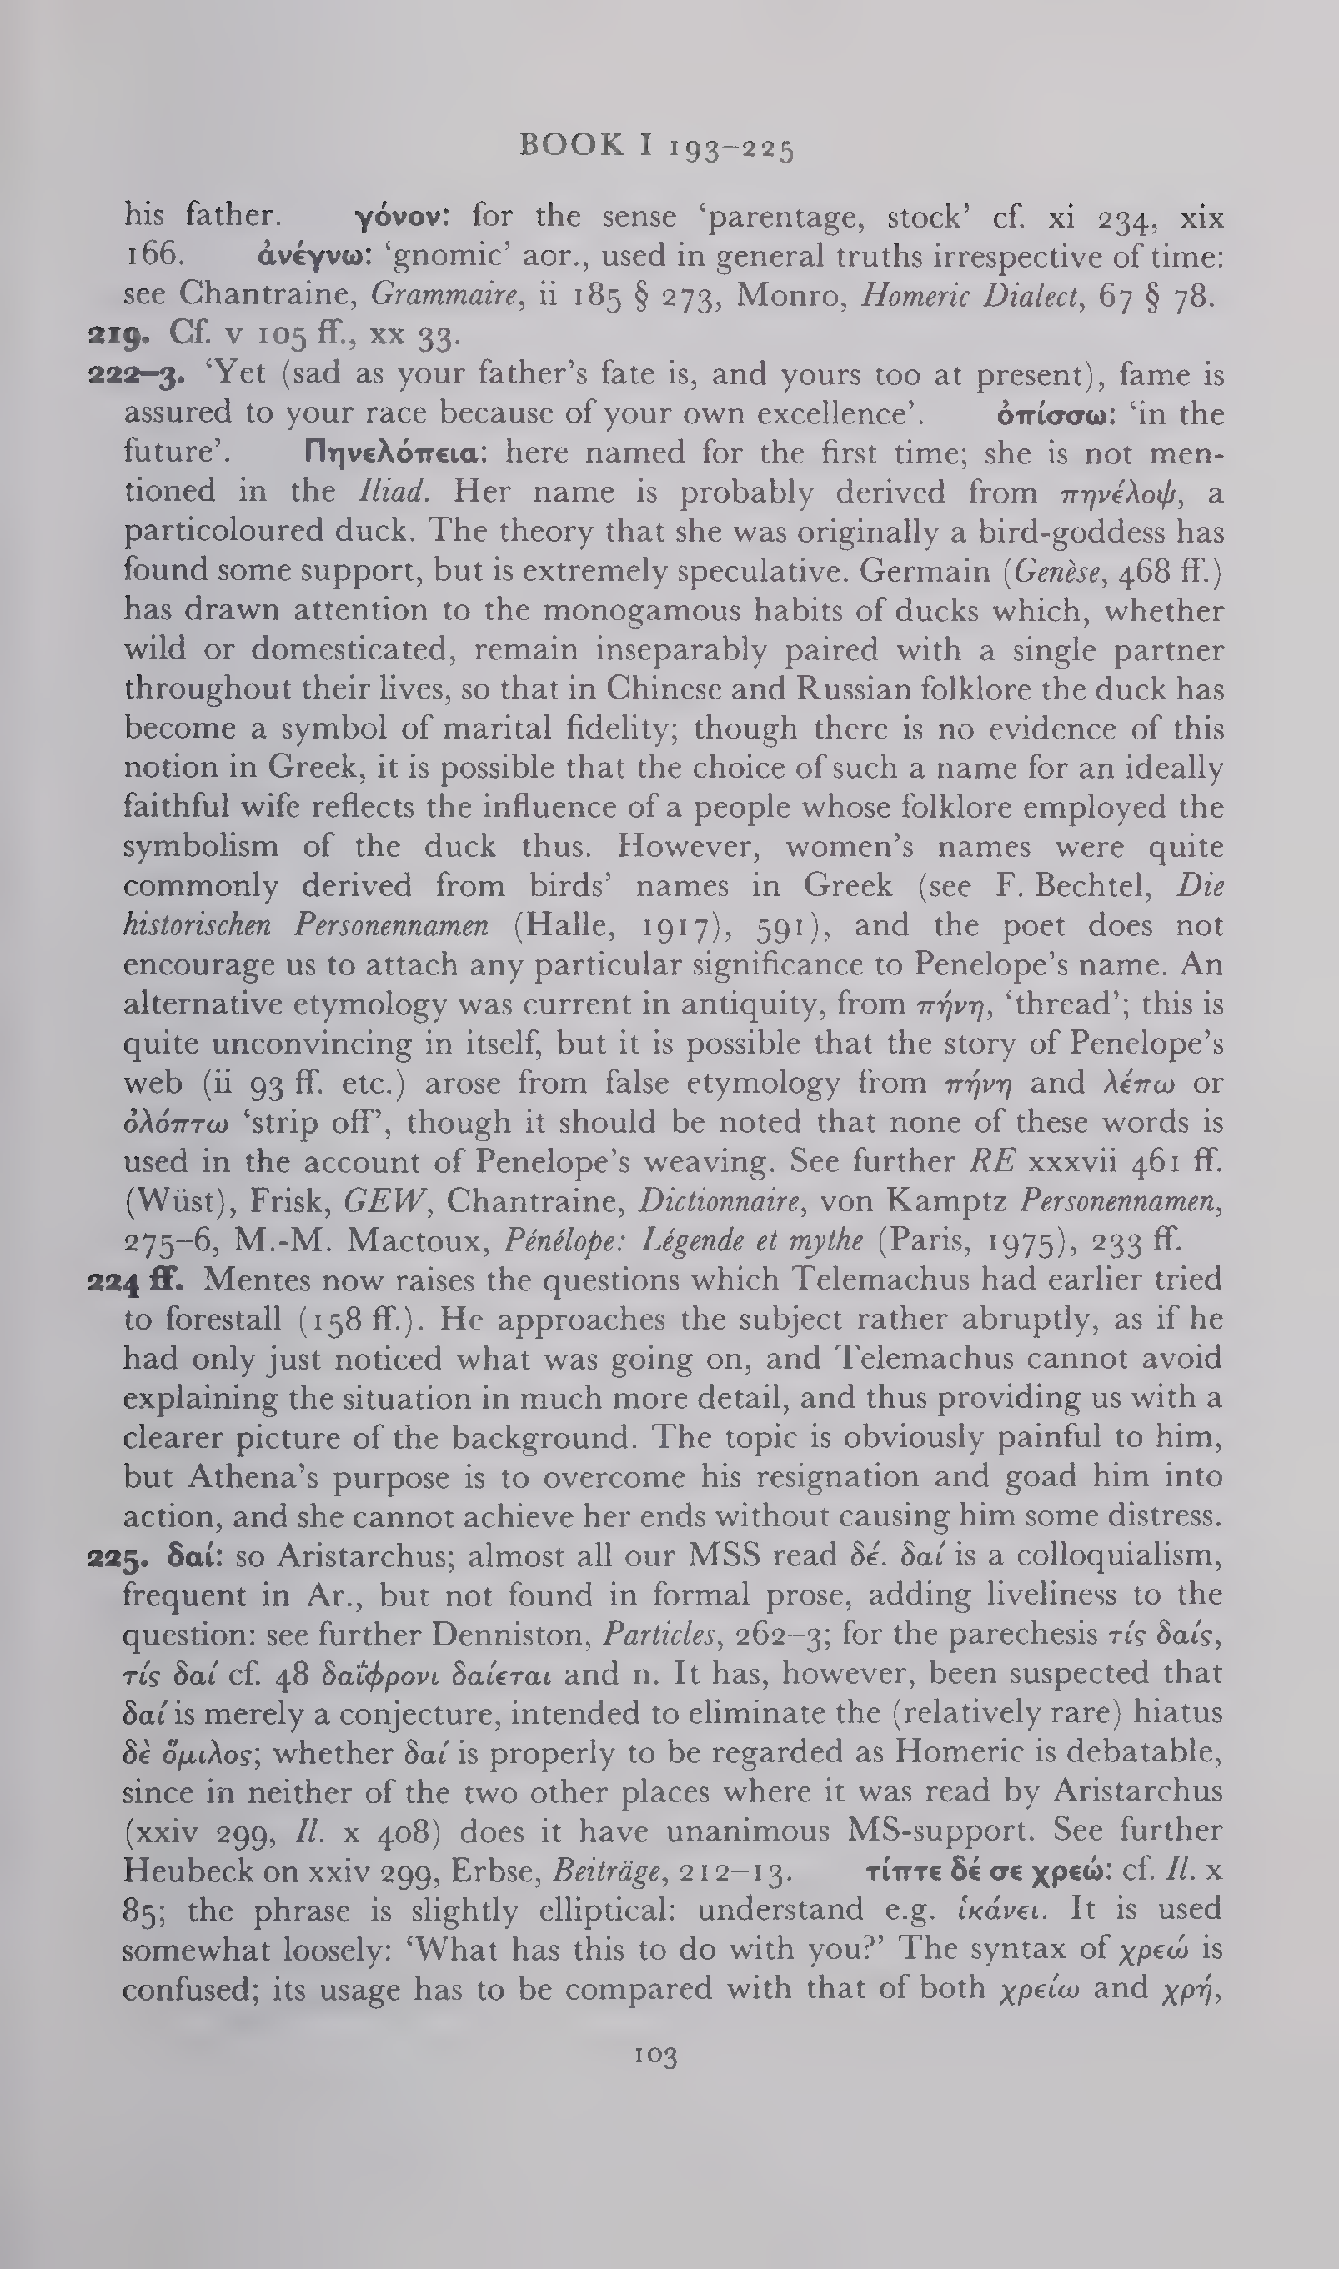 BOOK I 193–225
his father. γόνον: for the sense ‘parentage, stock’ cf. xi 234, xix
166. ἀνέγνω: ‘gnomic’ aor., used in general truths irrespective of time:
see Chantraine, Grammaire, ii 185 § 273, Monro, Homeric Dialect, 67 § 78.
219. Cf. v 105 ff., xx 33.
222–3. ‘Yet (sad as your father’s fate is, and yours too at present), fame is
assured to your race because of your own excellence’. ὀπίσσω: ‘in the
future’. Πηνελόπεια: here named for the first time; she is not men-
tioned in the Iliad. Her name is probably derived from πηνέλοψ, a
particoloured duck. The theory that she was originally a bird-goddess has
found some support, but is extremely speculative. Germain (Genèse, 468 ff.)
has drawn attention to the monogamous habits of ducks which, whether
wild or domesticated, remain inseparably paired with a single partner
throughout their lives, so that in Chinese and Russian folklore the duck has
become a symbol of marital fidelity; though there is no evidence of this
notion in Greek, it is possible that the choice of such a name for an ideally
faithful wife reflects the influence of a people whose folklore employed the
symbolism of the duck thus. However, women’s names were quite
commonly derived from birds’ names in Greek (see F. Bechtel, Die
historischen Personennamen (Halle, 1917), 591), and the poet does not
encourage us to attach any particular significance to Penelope’s name. An
alternative etymology was current in antiquity, from πήνη, ‘thread’; this is
quite unconvincing in itself, but it is possible that the story of Penelope’s
web (ii 93 ff. etc.) arose from false etymology from πήνη and λέπω or
ὀλόπτω ‘strip off’, though it should be noted that none of these words is
used in the account of Penelope’s weaving. See further RE xxxvii 461 ff.
(Wüst), Frisk, GEW, Chantraine, Dictionnaire, von Kamptz Personennamen,
275–6, M.-M. Mactoux, Pénélope: Légende et mythe (Paris, 1975), 233 ff.
224 ff. Mentes now raises the questions which Telemachus had earlier tried
to forestall (158 ff.). He approaches the subject rather abruptly, as if he
had only just noticed what was going on, and Telemachus cannot avoid
explaining the situation in much more detail, and thus providing us with a
clearer picture of the background. The topic is obviously painful to him,
but Athena’s purpose is to overcome his resignation and goad him into
action, and she cannot achieve her ends without causing him some distress.
225. δαί: so Aristarchus; almost all our MSS read δέ. δαί is a colloquialism,
frequent in Ar., but not found in formal prose, adding liveliness to the
question: see further Denniston, Particles, 262–3; for the parechesis τίς δαίς,
τίς δαί cf. 48 δαΐφρονι δαίεται and n. It has, however, been suspected that
δαί is merely a conjecture, intended to eliminate the (relatively rare) hiatus
δὲ ὅμιλος; whether δαί is properly to be regarded as Homeric is debatable,
since in neither of the two other places where it was read by Aristarchus
(xxiv 299, Il. x 408) does it have unanimous MS-support. See further
Heubeck on xxiv 299, Erbse, Beiträge, 212–13. τίπτε δέ σε χρεώ: cf. Il. x
85; the phrase is slightly elliptical: understand e.g. ἱκάνει. It is used
somewhat loosely: ‘What has this to do with you?’ The syntax of χρεώ is
confused; its usage has to be compared with that of both χρείω and χρή,
103